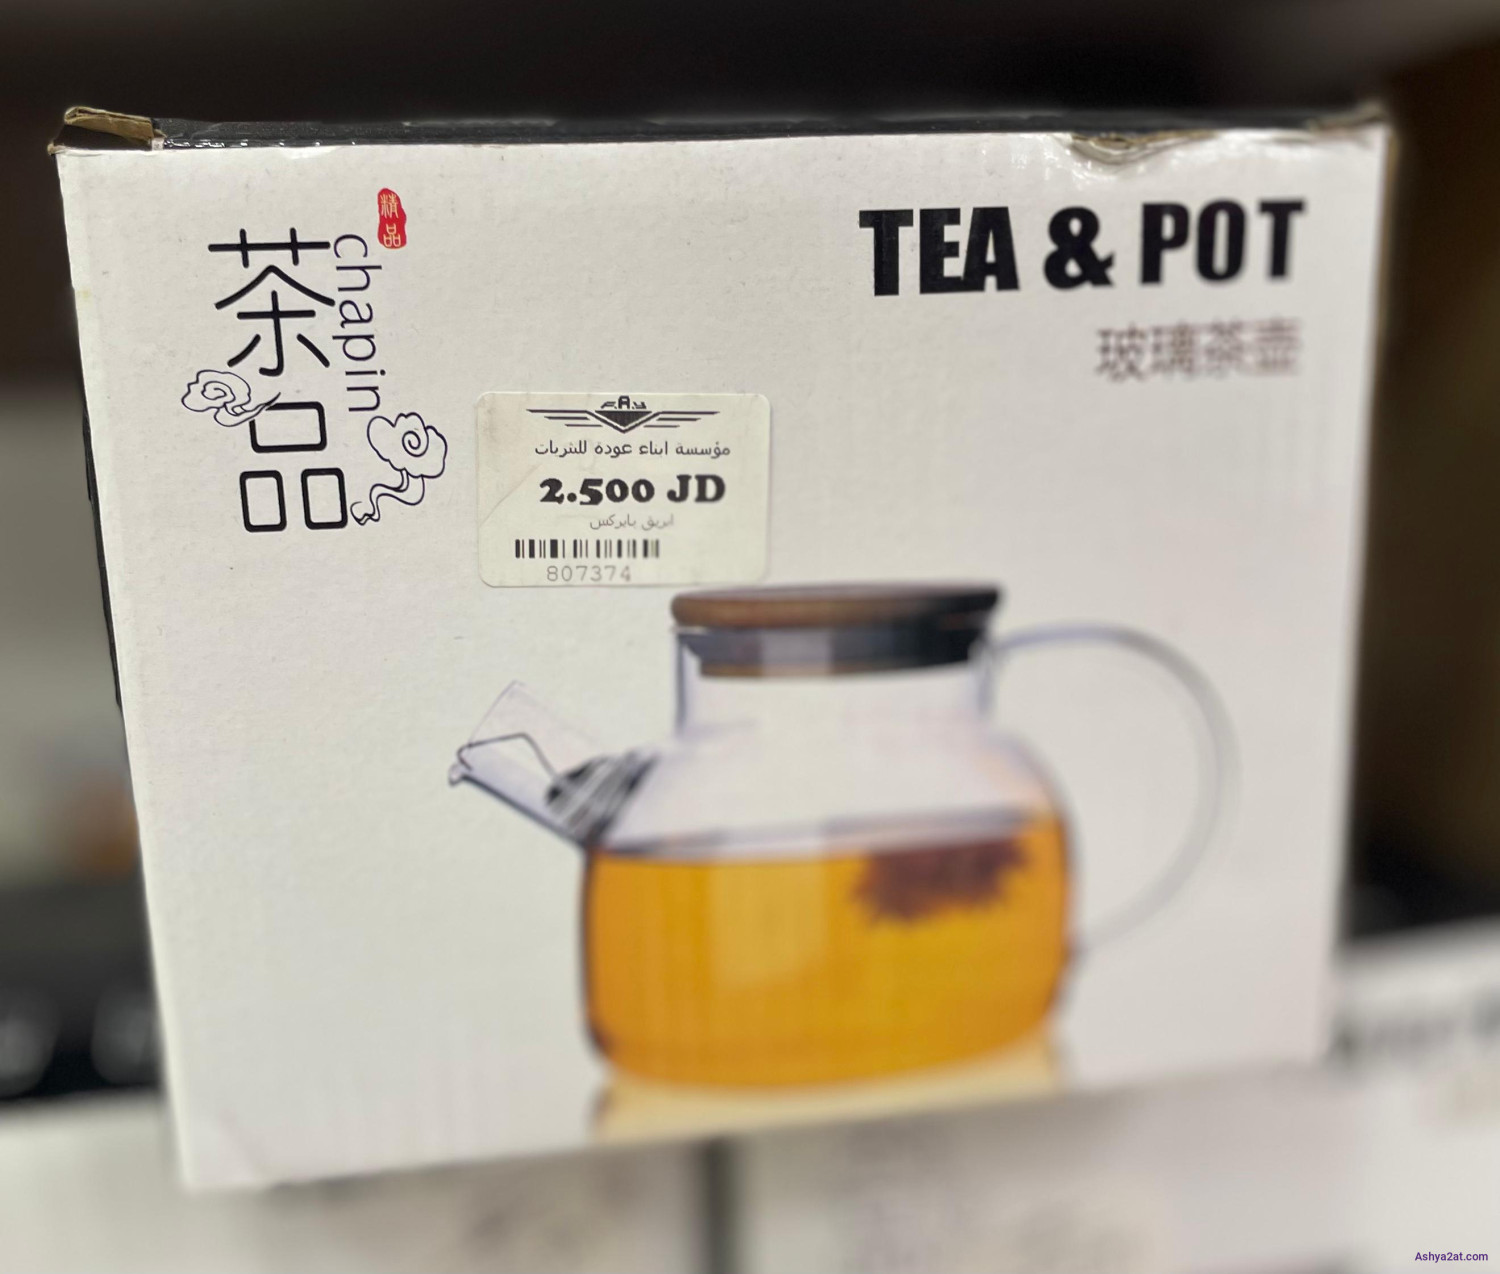 精品
茶品
chapin
TEA & POT
玻璃茶壶
F.A.Y
مؤسسة ابناء عودة للثريات
2.500 JD
ابريق بايركس
807374
Ashya2at.com